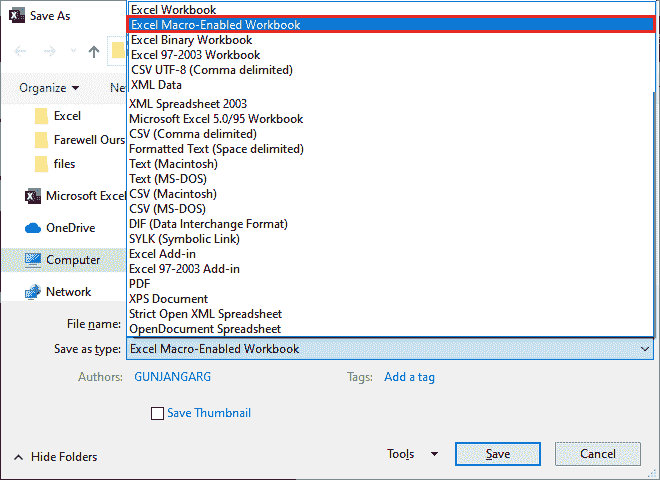 Save As
Excel Workbook
Excel Macro-Enabled Workbook
Excel Binary Workbook
Excel 97-2003 Workbook
CSV UTF-8 (Comma delimited)
XML Data
XML Spreadsheet 2003
Microsoft Excel 5.0/95 Workbook
CSV (Comma delimited)
Formatted Text (Space delimited)
Text (Macintosh)
Text (MS-DOS)
CSV (Macintosh)
CSV (MS-DOS)
DIF (Data Interchange Format)
SYLK (Symbolic Link)
Excel Add-in
Excel 97-2003 Add-in
PDF
XPS Document
Strict Open XML Spreadsheet
OpenDocument Spreadsheet
Organize
Ne
Excel
Farewell Ours
files
Microsoft Excel
OneDrive
Computer
Network
File name:
Save as type: Excel Macro-Enabled Workbook
Authors: GUNJANGARG Tags: Add a tag
Save Thumbnail
Hide Folders Tools Save Cancel